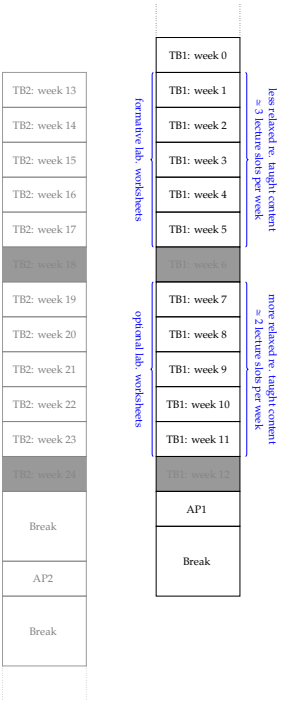 TB2: week 13
TB2: week 14
TB2: week 15
TB2: week 16
TB2: week 17
TB2: week 18
TB2: week 19
TB2: week 20
TB2: week 21
TB2: week 22
TB2: week 23
TB2: week 24
Break
AP2
Break
formative lab. worksheets
optional lab. worksheets
TB1: week 0
TB1: week 1
TB1: week 2
TB1: week 3
TB1: week 4
TB1: week 5
TB1: week 6
TB1: week 7
TB1: week 8
TB1: week 9
TB1: week 10
TB1: week 11
TB1: week 12
AP1
Break
less relaxed re. taught content
≃ 3 lecture slots per week
more relaxed re. taught content
≃ 2 lecture slots per week